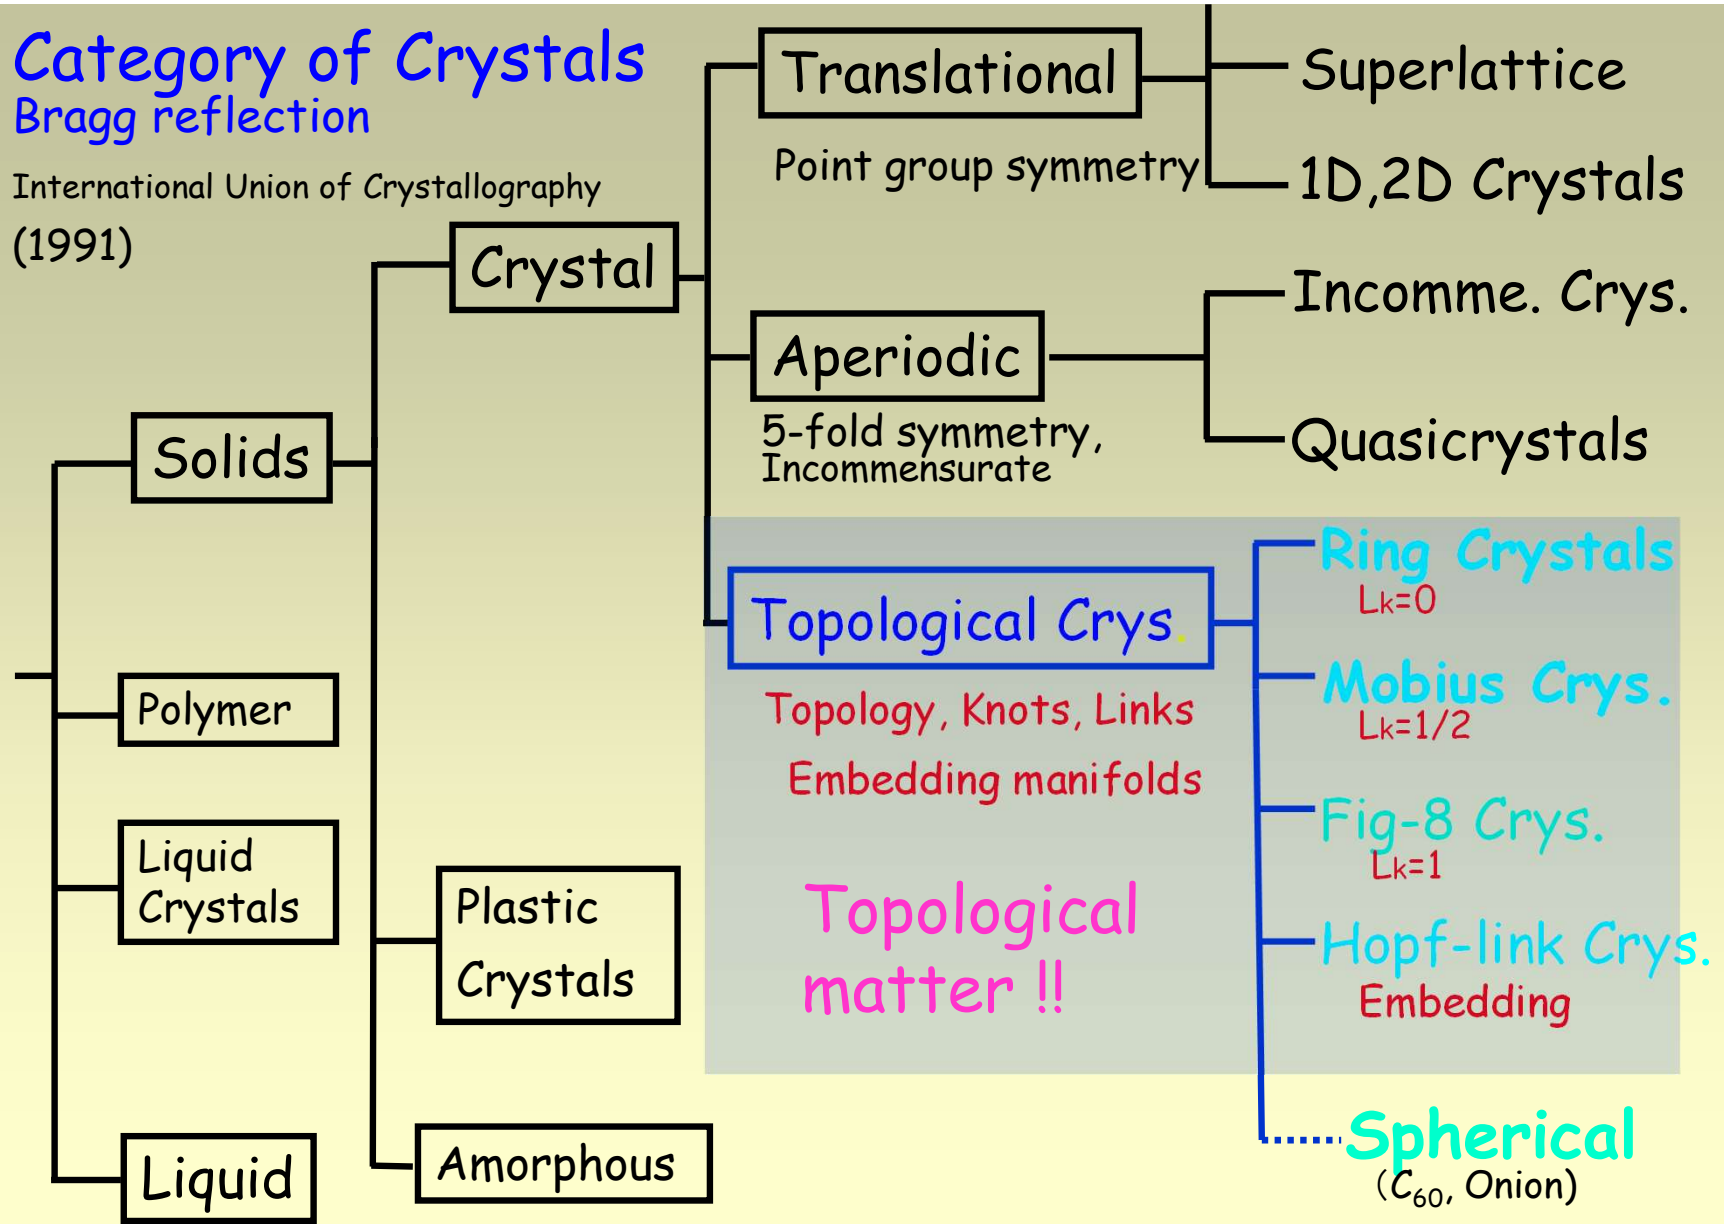 Category of Crystals
Bragg reflection
International Union of Crystallography
(1991)
Solids
Polymer
Liquid
Crystals
Liquid
Crystal
Plastic
Crystals
Amorphous
Translational
Point group symmetry
Superlattice
1D,2D Crystals
Aperiodic
5-fold symmetry,
Incommensurate
Incomme. Crys.
Quasicrystals
Topological Crys.
Topology, Knots, Links
Embedding manifolds
Topological
matter !!
Ring Crystals
Lk=0
Mobius Crys.
Lk=1/2
Fig-8 Crys.
Lk=1
Hopf-link Crys.
Embedding
Spherical
(C60, Onion)